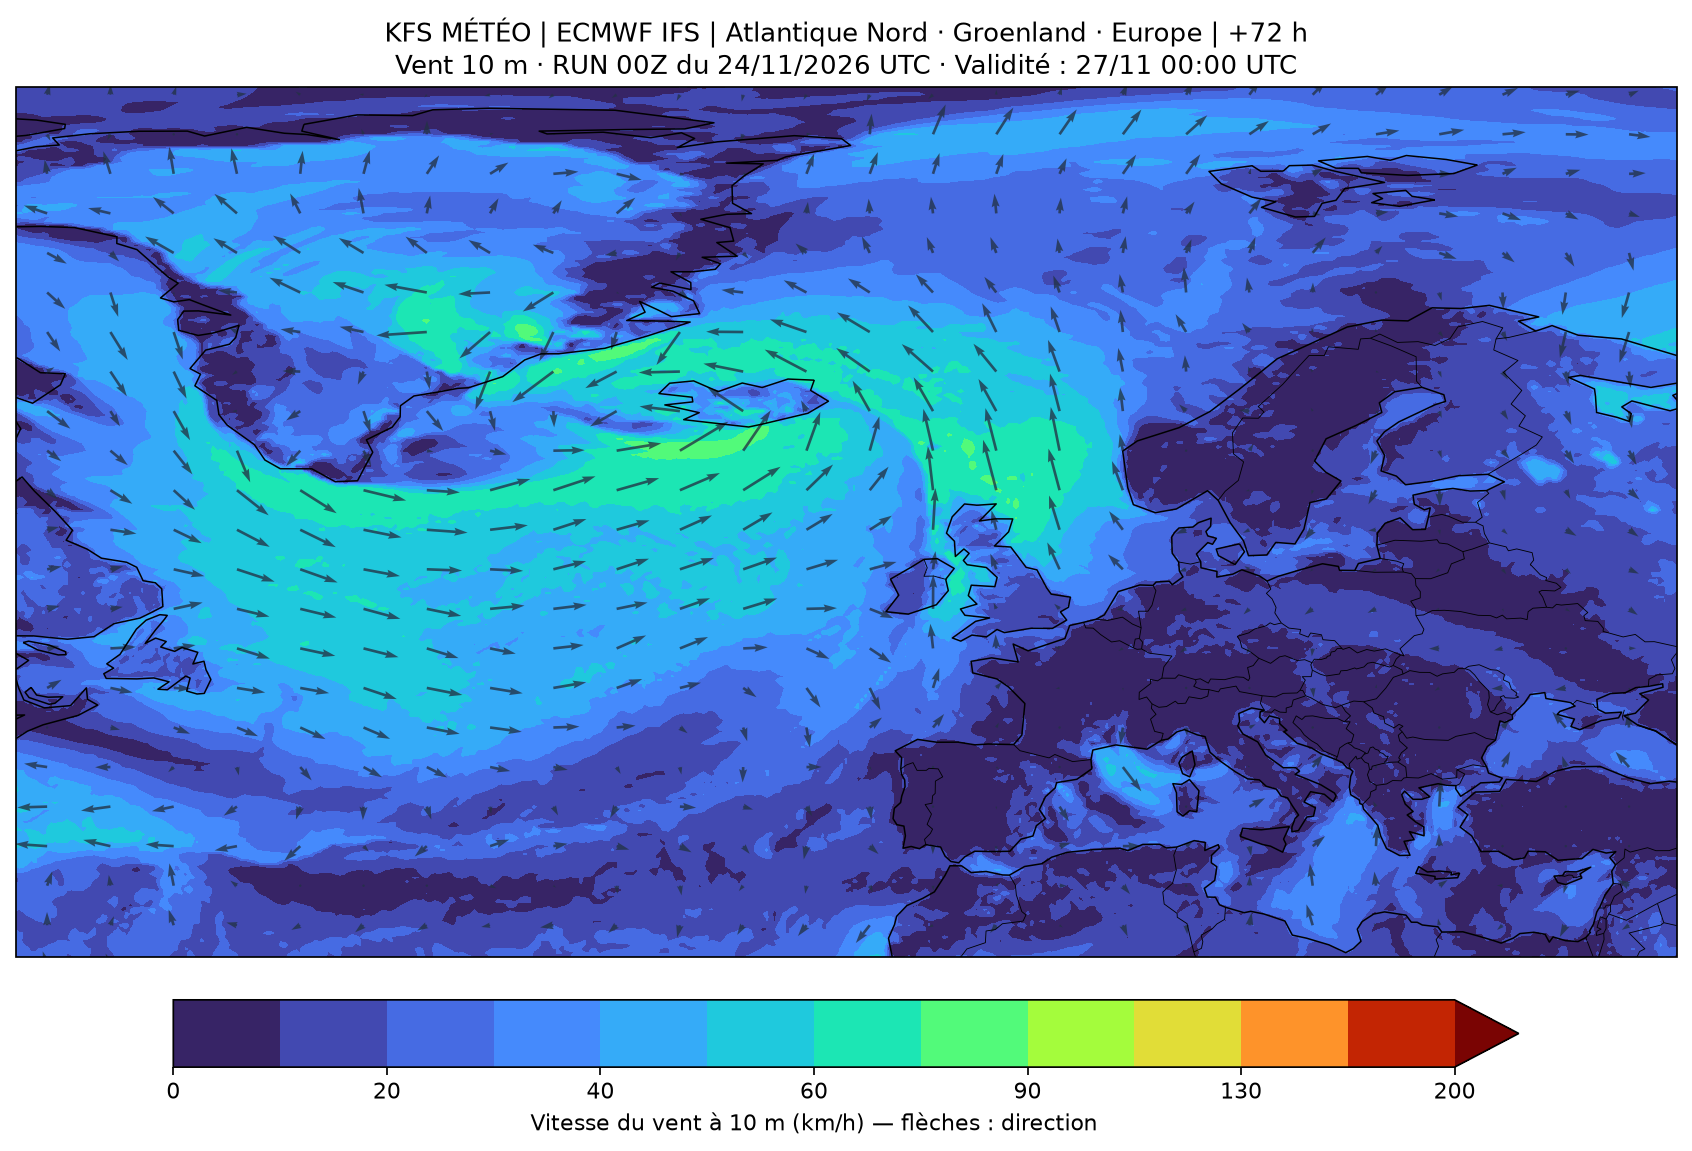 KFS MÉTÉO | ECMWF IFS | Atlantique Nord · Groenland · Europe | +72 h
Vent 10 m · RUN 00Z du 24/11/2026 UTC · Validité : 27/11 00:00 UTC
0 20 40 60 90 130 200
Vitesse du vent à 10 m (km/h) — flèches : direction